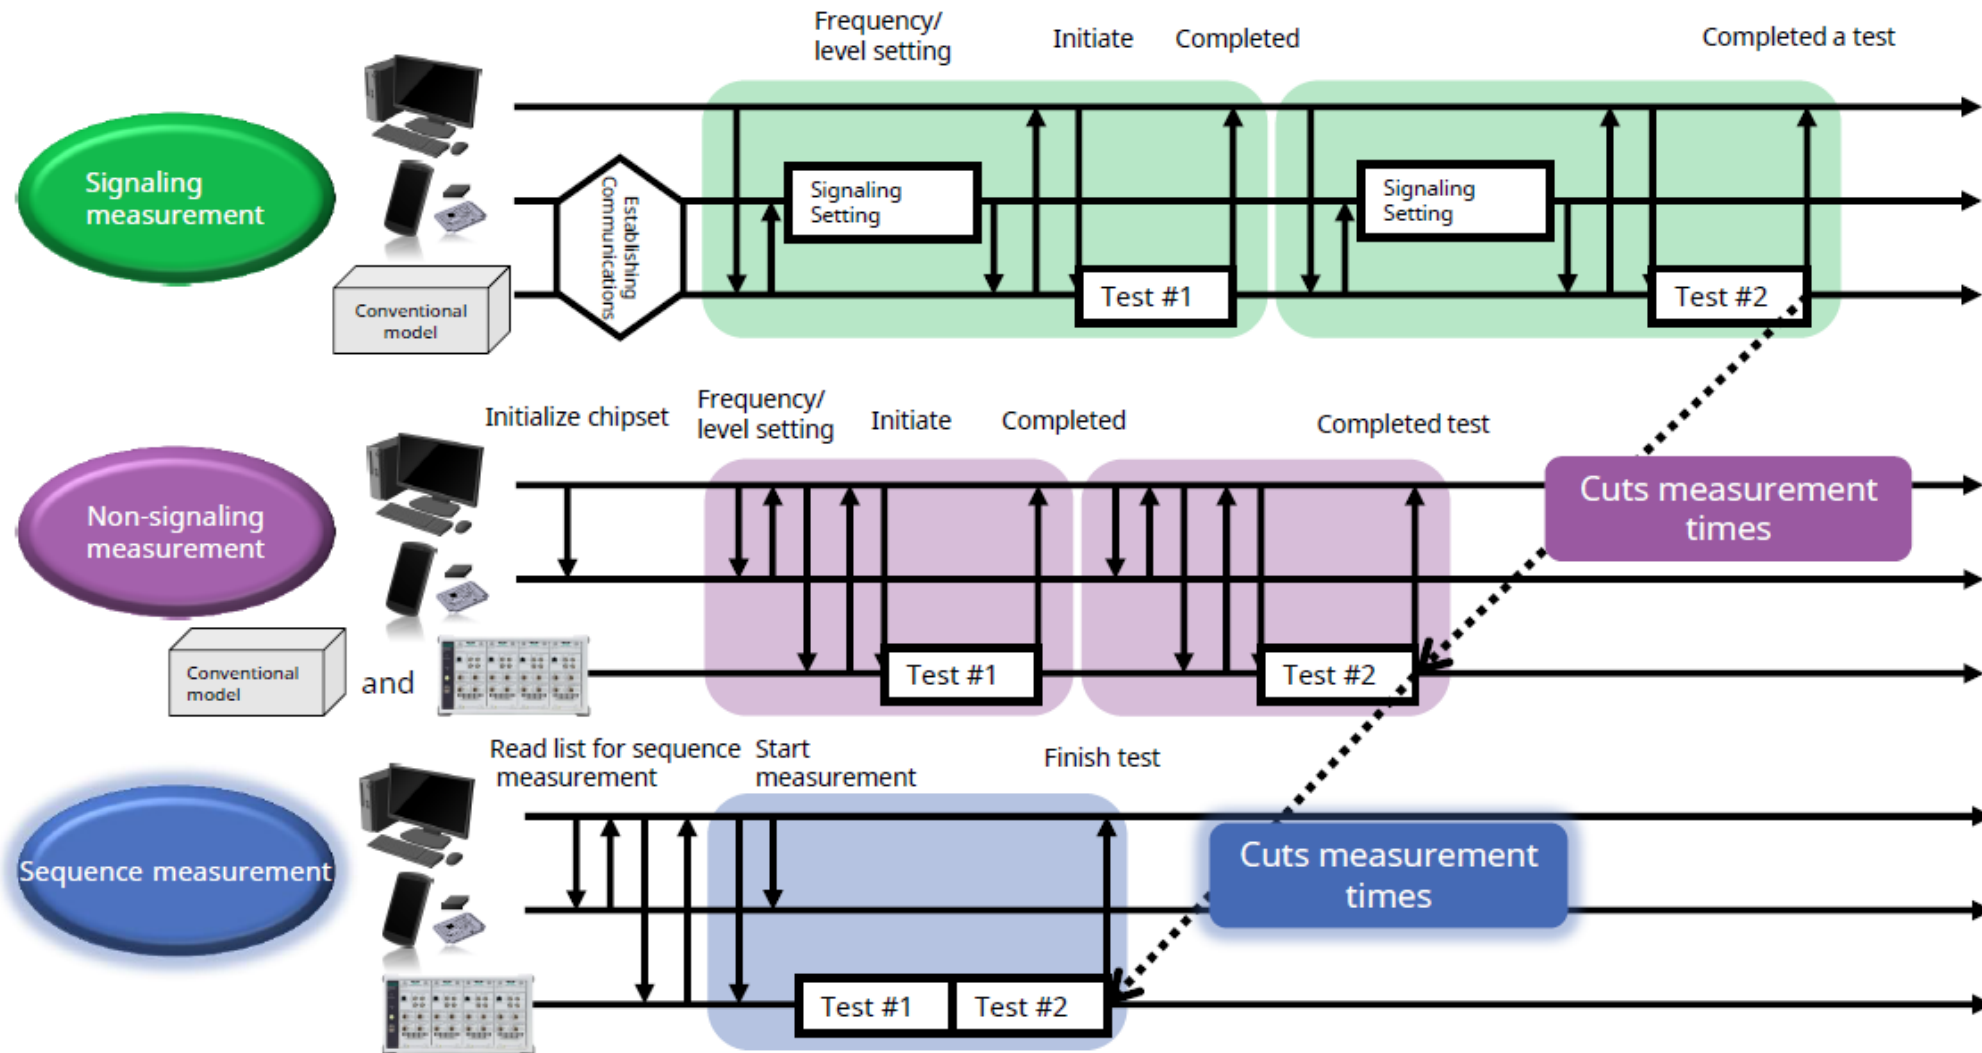 Frequency/
level setting
Initiate
Completed
Completed a test
Signaling
measurement
Establishing
Communications
Signaling
Setting
Signaling
Setting
Conventional
model
Test #1
Test #2
Initialize chipset
Frequency/
level setting
Initiate
Completed
Completed test
Non-signaling
measurement
Cuts measurement
times
Conventional
model
and
Test #1
Test #2
Read list for sequence
measurement
Start
measurement
Finish test
Sequence measurement
Cuts measurement
times
Test #1
Test #2